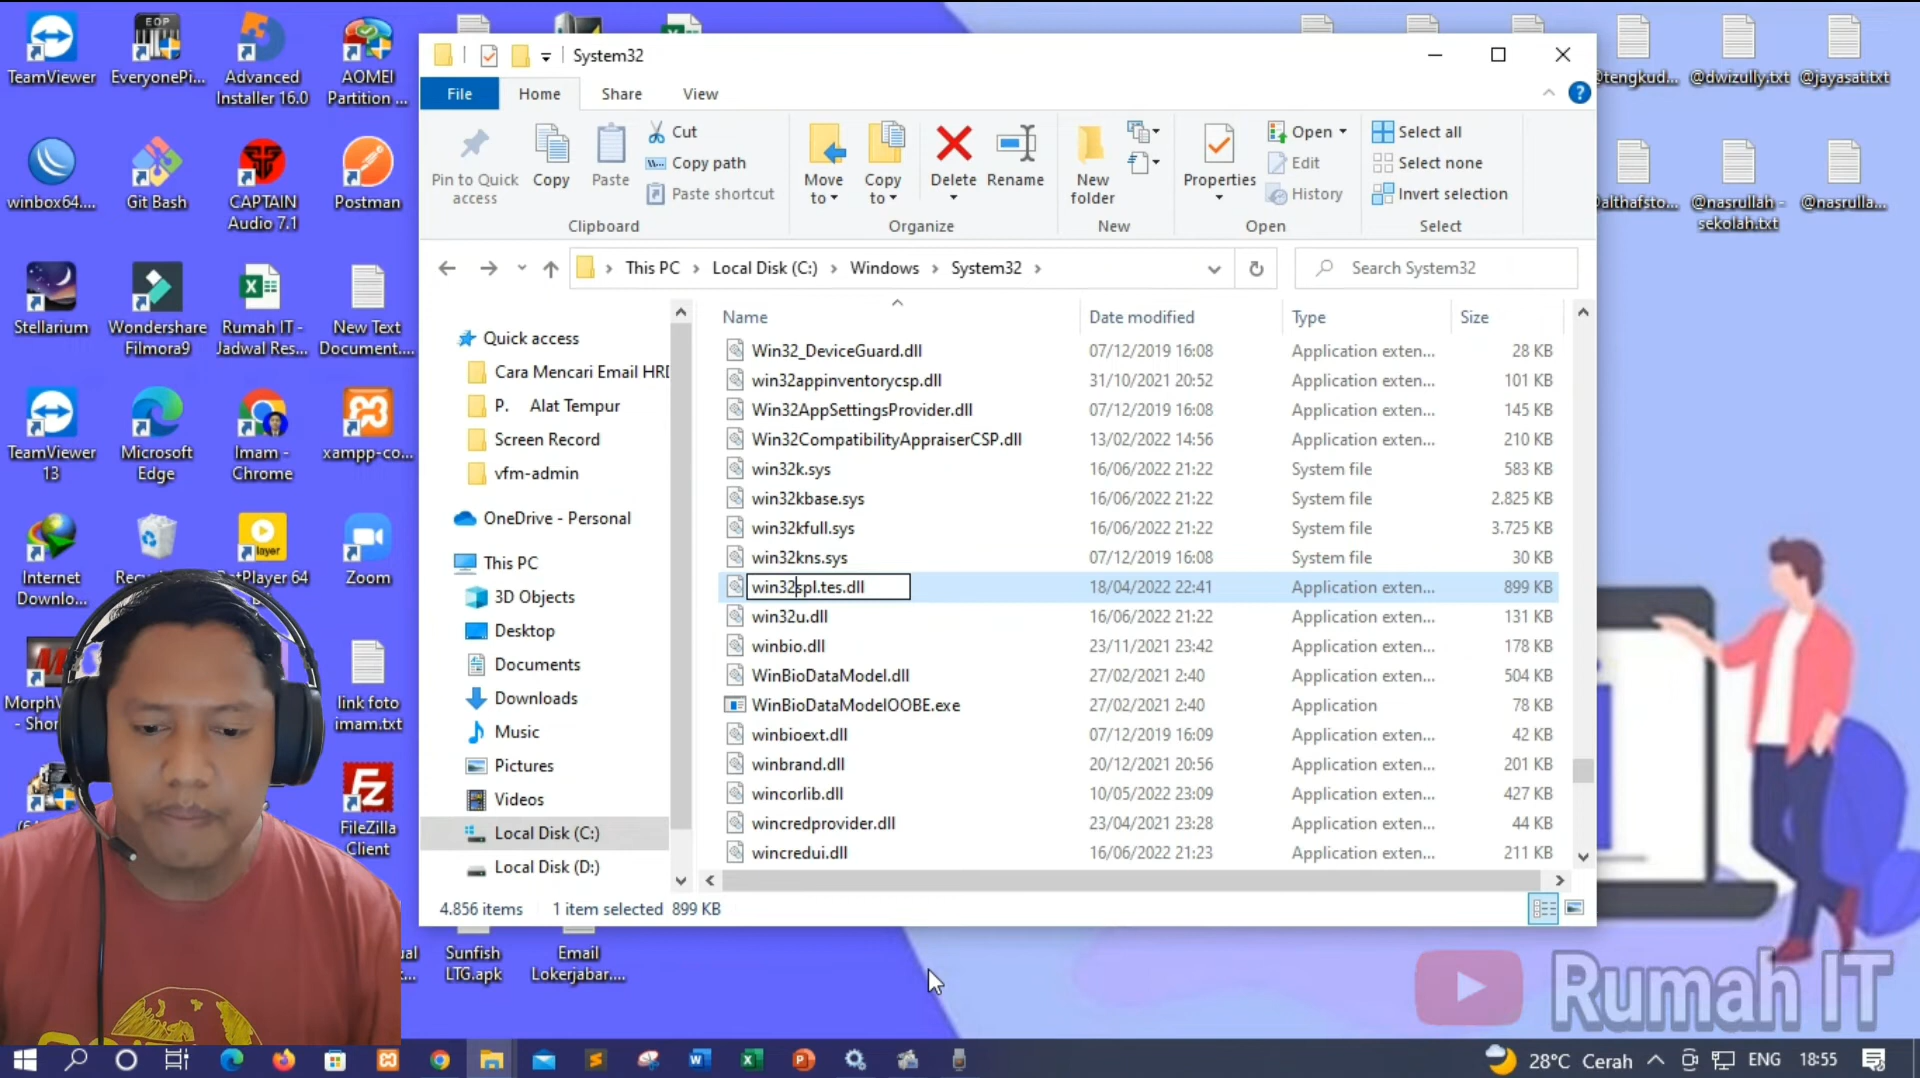 TeamViewer
EveryonePi...
Advanced
Installer 16.0
AOMEI
Partition ...
winbox64....
Git Bash
CAPTAIN
Audio 7.1
Postman
Stellarium
Wondershare
Filmora9
Rumah IT -
Jadwal Res...
New Text
Document....
TeamViewer
13
Microsoft
Edge
Imam -
Chrome
xampp-co...
Internet
Downlo...
Zoom
link foto
imam.txt
FileZilla
Client
Sunfish
LTG.apk
Email
Lokerjabar....
@dwizully.txt
@jayasat.txt
@nasrullah -
sekolah.txt
@nasrulla...
System32
File
Home
Share
View
Pin to Quick
access
Copy
Paste
Cut
Copy path
Paste shortcut
Clipboard
Move
to
Copy
to
Delete
Rename
Organize
New
folder
New
Properties
Open
Edit
History
Open
Select all
Select none
Invert selection
Select
This PC > Local Disk (C:) > Windows > System32 >
Search System32
Quick access
Cara Mencari Email HRD
P. Alat Tempur
Screen Record
vfm-admin
OneDrive - Personal
This PC
3D Objects
Desktop
Documents
Downloads
Music
Pictures
Videos
Local Disk (C:)
Local Disk (D:)
Name Date modified Type Size
Win32_DeviceGuard.dll 07/12/2019 16:08 Application exten... 28 KB
win32appinventorycsp.dll 31/10/2021 20:52 Application exten... 101 KB
Win32AppSettingsProvider.dll 07/12/2019 16:08 Application exten... 145 KB
Win32CompatibilityAppraiserCSP.dll 13/02/2022 14:56 Application exten... 210 KB
win32k.sys 16/06/2022 21:22 System file 583 KB
win32kbase.sys 16/06/2022 21:22 System file 2.825 KB
win32kfull.sys 16/06/2022 21:22 System file 3.725 KB
win32kns.sys 07/12/2019 16:08 System file 30 KB
win32spl.tes.dll 18/04/2022 22:41 Application exten... 899 KB
win32u.dll 16/06/2022 21:22 Application exten... 131 KB
winbio.dll 23/11/2021 23:42 Application exten... 178 KB
WinBioDataModel.dll 27/02/2021 2:40 Application exten... 504 KB
WinBioDataModelOOBE.exe 27/02/2021 2:40 Application 78 KB
winbioext.dll 07/12/2019 16:09 Application exten... 42 KB
winbrand.dll 20/12/2021 20:56 Application exten... 201 KB
wincorlib.dll 10/05/2022 23:09 Application exten... 427 KB
wincredprovider.dll 23/04/2021 23:28 Application exten... 44 KB
wincredui.dll 16/06/2022 21:23 Application exten... 211 KB
4.856 items 1 item selected 899 KB
Rumah IT
28°C Cerah
ENG
18:55